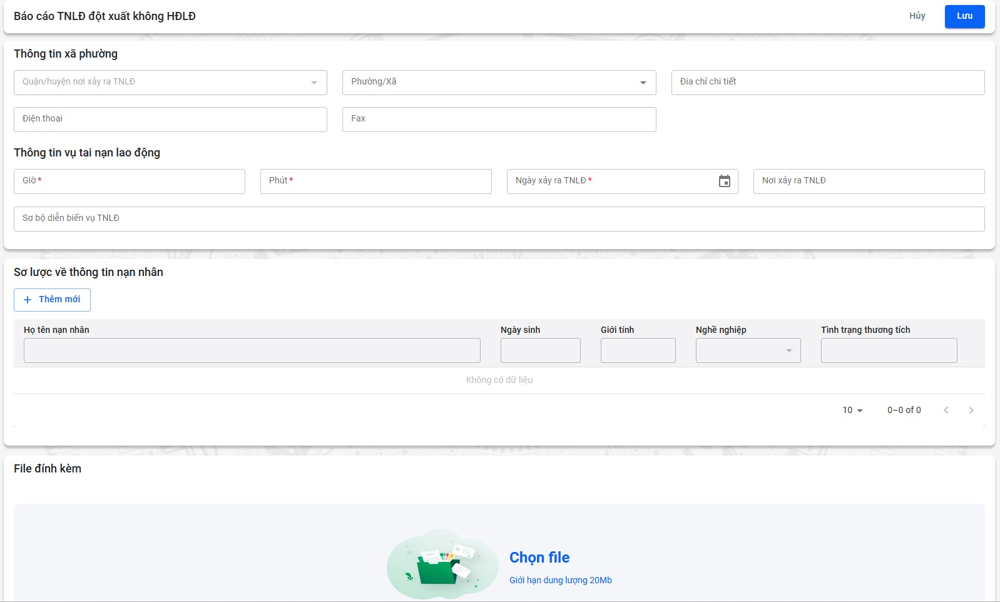 Báo cáo TNLĐ đột xuất không HĐLĐ
Hủy
Lưu
Thông tin xã phường
Quận/huyện nơi xảy ra TNLĐ
Phường/Xã
Đia chỉ chi tiết
Điện thoại
Fax
Thông tin vụ tai nạn lao động
Giờ *
Phút *
Ngày xảy ra TNLĐ *
Nơi xảy ra TNLĐ
Sơ bộ diễn biến vụ TNLĐ
Sơ lược về thông tin nạn nhân
+ Thêm mới
Họ tên nạn nhân
Ngày sinh
Giới tính
Nghề nghiệp
Tình trạng thương tích
Không có dữ liệu
10
0–0 of 0
File đính kèm
Chọn file
Giới hạn dung lượng 20Mb